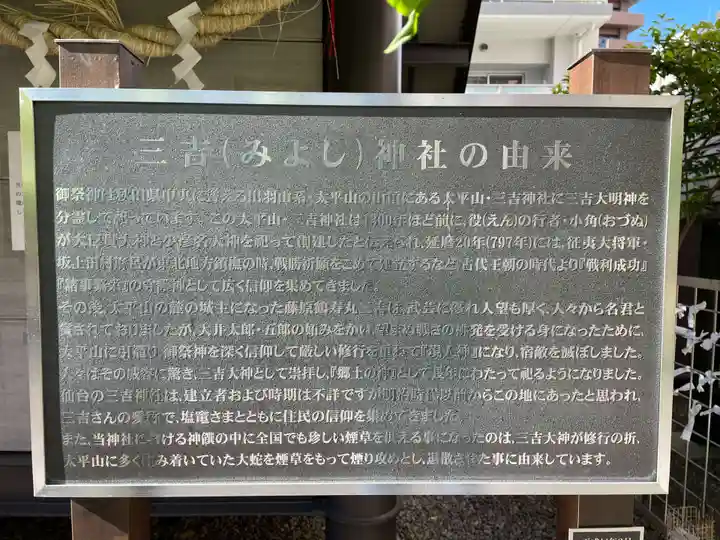 三吉(みよし)神社の由来
御祭神は秋田県中央に聳える出羽山系・太平山の山頂にある太平山・三吉神社に三吉大明神を
分霊して祀っています。この太平山・三吉神社は1300年ほど前に、役(えん)の行者・小角(おづぬ)
が大己貴大神と少彦名大神を祀って創建したと伝えられ、延暦20年(797年)には、征夷大将軍・
坂上田村麿呂が東北地方鎮撫の時、戦勝祈願をこめて建立するなど、古代王朝の時代より『戦利成功』
『諸事繁栄』の守護神として広く信仰を集めてきました。
その後、太平山の麓の城主になった藤原鶴寿丸三吉は、武芸に優れ人望も厚く、人々から名君と
慕われておりましたが、大井太郎・五郎の妬みをかい、望まぬ戦さの挑発を受ける身になったために、
太平山に引籠り御祭神を深く信仰して厳しい修行を重ねて『現人神』になり、宿敵を滅ぼしました。
人々はその威容に驚き、三吉大神として崇拝し、『郷土の神』として長年にわたって祀るようになりました。
仙台の三吉神社は、建立者および時期は不詳ですが明治時代以前からこの地にあったと思われ、
三吉さんの愛称で、塩竈さまとともに住民の信仰を集めてきました。
また、当神社に於ける神饌の中に全国でも珍しい煙草を供える事になったのは、三吉大神が修行の折、
太平山に多く住み着いていた大蛇を煙草をもって煙り攻めとし、退散させた事に由来しています。